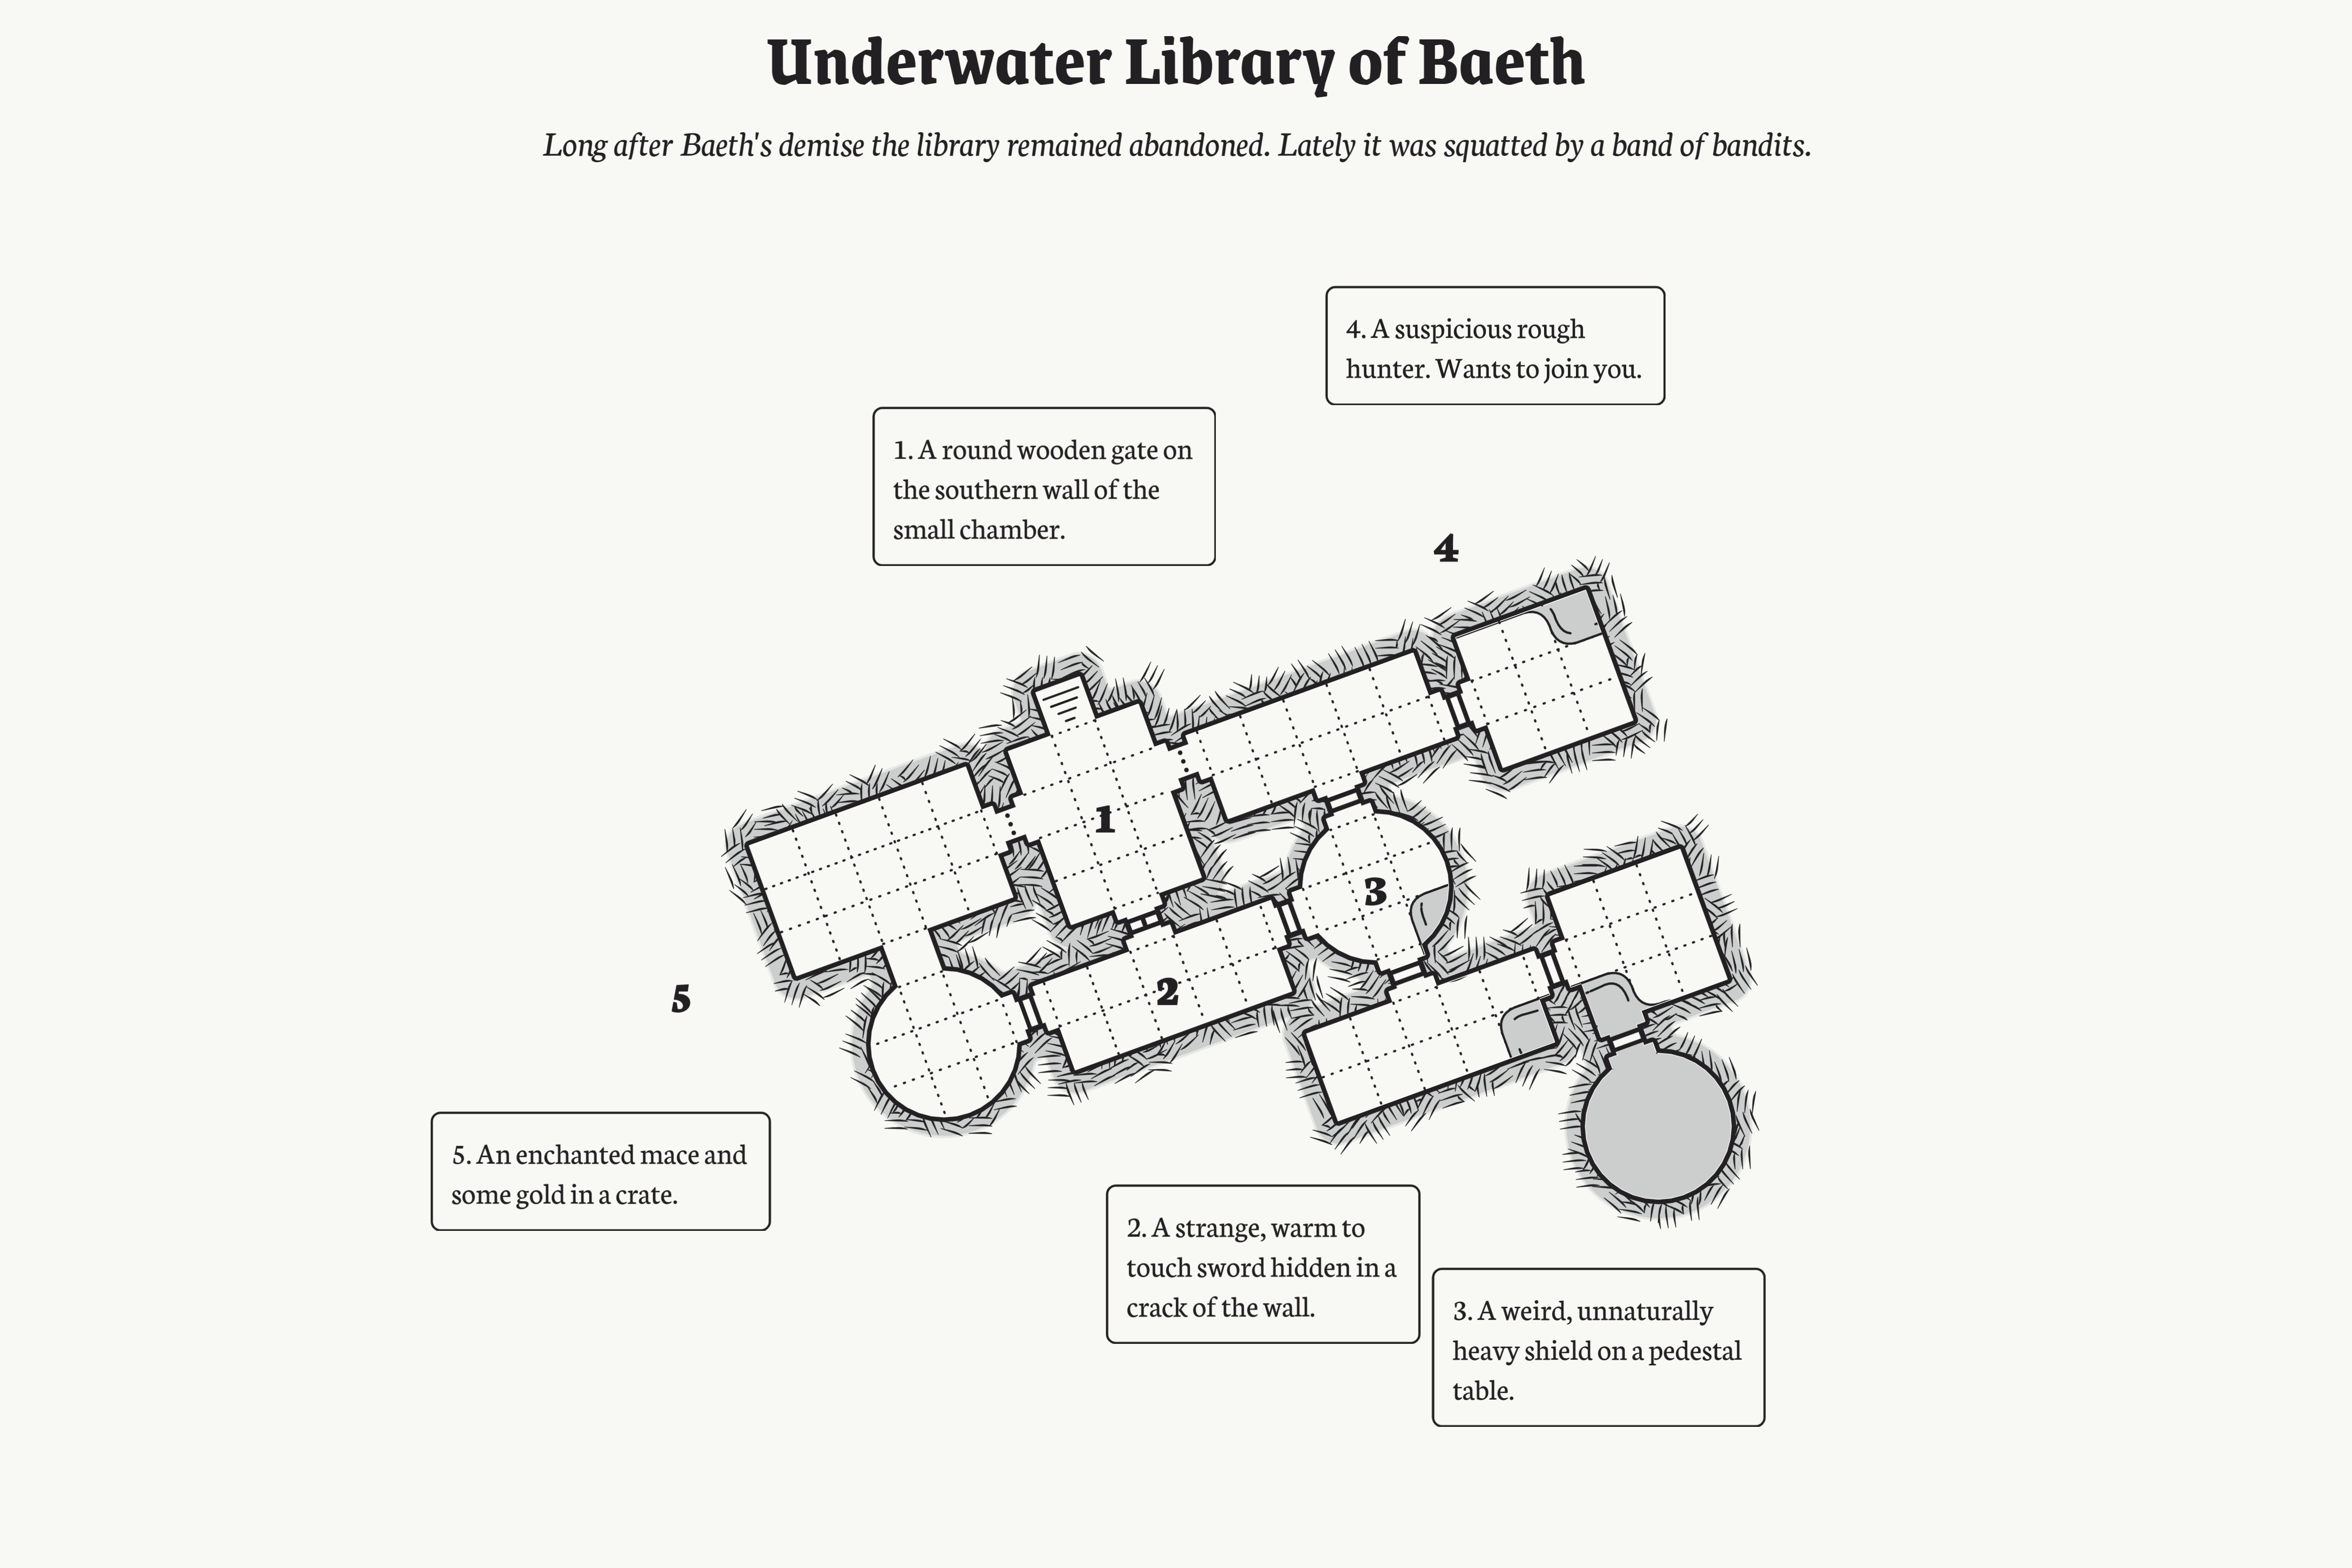 Underwater Library of Baeth
Long after Baeth's demise the library remained abandoned. Lately it was squatted by a band of bandits.
4. A suspicious rough
hunter. Wants to join you.
1. A round wooden gate on
the southern wall of the
small chamber.
4
1
3
2
5
5. An enchanted mace and
some gold in a crate.
2. A strange, warm to
touch sword hidden in a
crack of the wall.
3. A weird, unnaturally
heavy shield on a pedestal
table.